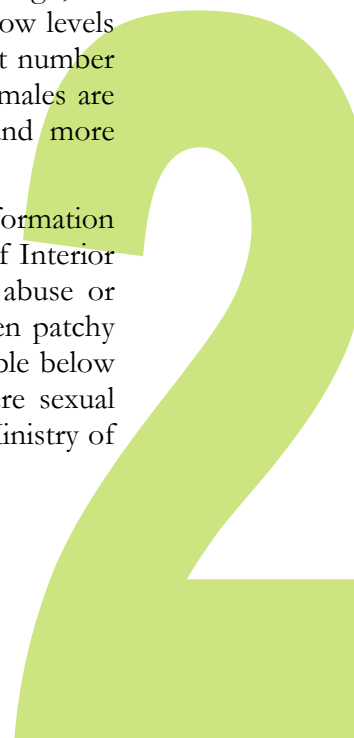 ow levels
t number
males are
nd more
formation
f Interior
abuse or
en patchy
ble below
re sexual
inistry of
2